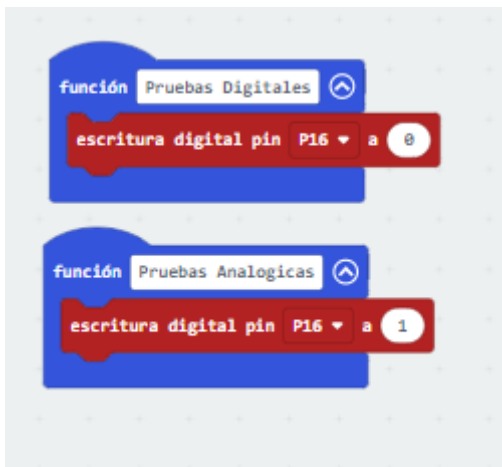 función Pruebas Digitales
escritura digital pin P16 a 0
función Pruebas Analogicas
escritura digital pin P16 a 1